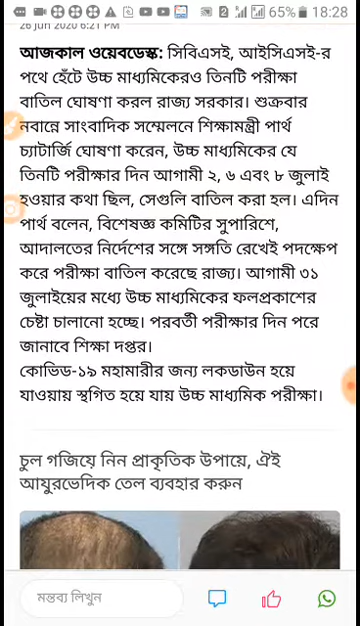 65% 18:28
26 jun 2020 6:21 PM
আজকাল ওয়েবডেস্ক: সিবিএসই, আইসিএসই-র
পথে হেঁটে উচ্চ মাধ্যমিকেরও তিনটি পরীক্ষা
বাতিল ঘোষণা করল রাজ্য সরকার। শুক্রবার
নবান্নে সাংবাদিক সম্মেলনে শিক্ষামন্ত্রী পার্থ
চ্যাটার্জি ঘোষণা করেন, উচ্চ মাধ্যমিকের যে
তিনটি পরীক্ষার দিন আগামী ২, ৬ এবং ৮ জুলাই
হওয়ার কথা ছিল, সেগুলি বাতিল করা হল। এদিন
পার্থ বলেন, বিশেষজ্ঞ কমিটির সুপারিশে,
আদালতের নির্দেশের সঙ্গে সঙ্গতি রেখেই পদক্ষেপ
করে পরীক্ষা বাতিল করেছে রাজ্য। আগামী ৩১
জুলাইয়ের মধ্যে উচ্চ মাধ্যমিকের ফলপ্রকাশের
চেষ্টা চালানো হচ্ছে। পরবর্তী পরীক্ষার দিন পরে
জানাবে শিক্ষা দপ্তর।
কোভিড-১৯ মহামারীর জন্য লকডাউন হয়ে
যাওয়ায় স্থগিত হয়ে যায় উচ্চ মাধ্যমিক পরীক্ষা।
চুল গজিয়ে নিন প্রাকৃতিক উপায়ে, ঐই
আযুরভেদিক তেল ব্যবহার করুন
মন্তব্য লিখুন